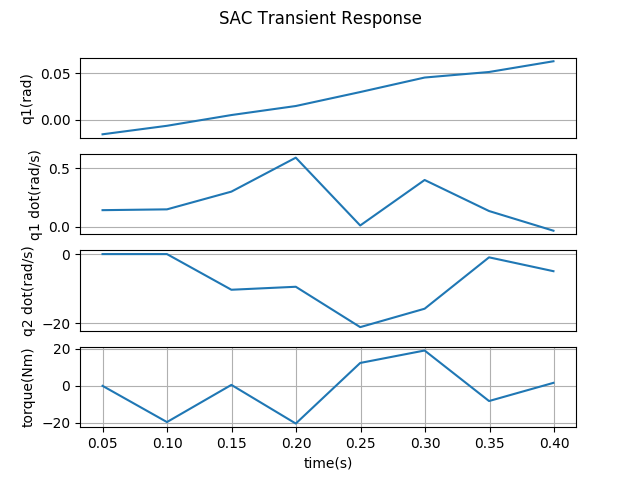 SAC Transient Response
q1(rad)
0.05
0.00
q1 dot(rad/s)
0.5
0.0
q2 dot(rad/s)
0
−20
torque(Nm)
20
0
−20
0.05 0.10 0.15 0.20 0.25 0.30 0.35 0.40
time(s)